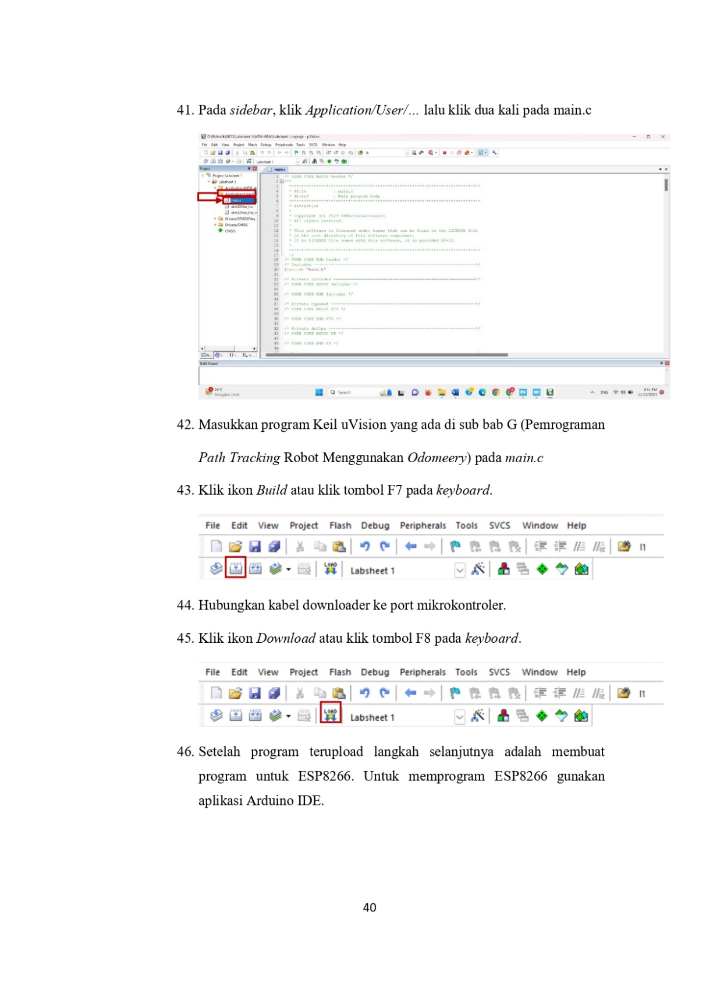 41. Pada sidebar, klik Application/User/… lalu klik dua kali pada main.c
D:\Robotik\2023\Labsheet 1\MDK-ARM\Labsheet 1.uvprojx - µVision
File Edit View Project Flash Debug Peripherals Tools SVCS Window Help
Labsheet 1
Project
main.c
Project: Labsheet 1
Labsheet 1
Application/MDK-A
Application/User/
main.c
stm32f4xx_it.c
stm32f4xx_hal_m
Drivers/STM32F4xx_
Drivers/CMSIS
CMSIS
1 /* USER CODE BEGIN Header */
2 /**
3
4 * @file : main.c
5 * @brief : Main program body
6
7 * @attention
8 *
9 * Copyright (c) 2023 STMicroelectronics.
10 * All rights reserved.
11 *
12 * This software is licensed under terms that can be found in the LICENSE file
13 * in the root directory of this software component.
14 * If no LICENSE file comes with this software, it is provided AS-IS.
15 *
16
17 */
18 /* USER CODE END Header */
19 /* Includes ------------------------------------------------------------------*/
20 #include "main.h"
21
22 /* Private includes ----------------------------------------------------------*/
23 /* USER CODE BEGIN Includes */
24
25 /* USER CODE END Includes */
26
27 /* Private typedef -----------------------------------------------------------*/
28 /* USER CODE BEGIN PTD */
29
30 /* USER CODE END PTD */
31
32 /* Private define ------------------------------------------------------------*/
33 /* USER CODE BEGIN PD */
34
35 /* USER CODE END PD */
36
Build Output
28°C
Sebagian cerah
Search
ENG
4:31 PM
11/12/2023
42. Masukkan program Keil uVision yang ada di sub bab G (Pemrograman
Path Tracking Robot Menggunakan Odomeery) pada main.c
43. Klik ikon Build atau klik tombol F7 pada keyboard.
File Edit View Project Flash Debug Peripherals Tools SVCS Window Help
I1
LOAD Labsheet 1
44. Hubungkan kabel downloader ke port mikrokontroler.
45. Klik ikon Download atau klik tombol F8 pada keyboard.
File Edit View Project Flash Debug Peripherals Tools SVCS Window Help
I1
LOAD Labsheet 1
46. Setelah program terupload langkah selanjutnya adalah membuat
program untuk ESP8266. Untuk memprogram ESP8266 gunakan
aplikasi Arduino IDE.
40